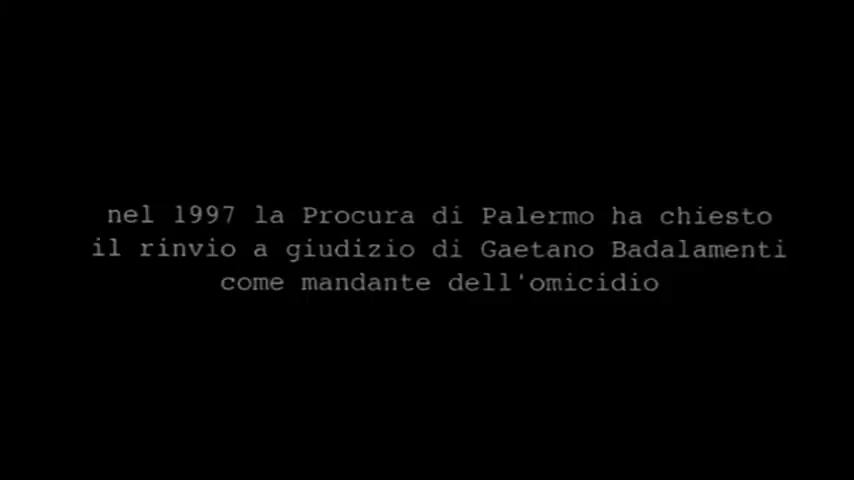 nel 1997 la Procura di Palermo ha chiesto
il rinvio a giudizio di Gaetano Badalamenti
come mandante dell'omicidio